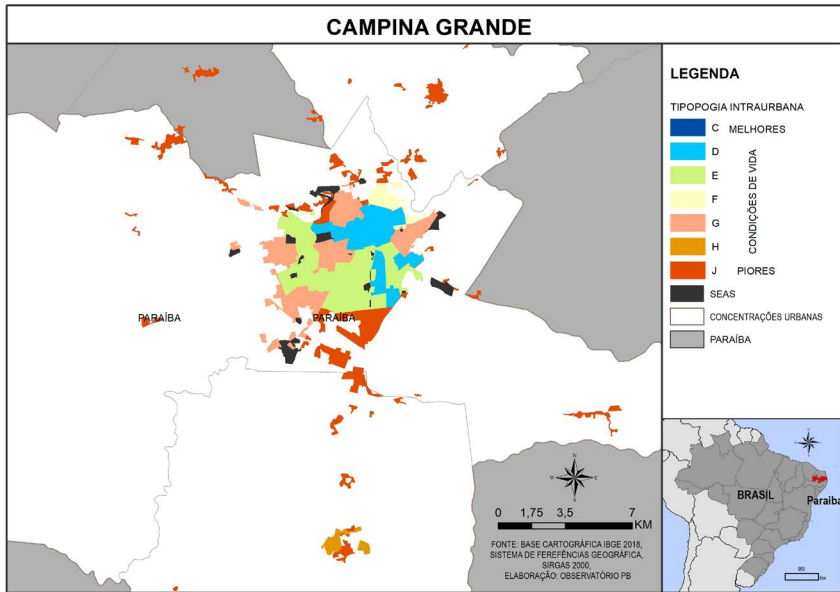 CAMPINA GRANDE
LEGENDA
TIPOPOGIA INTRAURBANA
C MELHORES
D
E
F
G
H
J PIORES
CONDIÇÕES DE VIDA
SEAS
CONCENTRAÇÕES URBANAS
PARAÍBA
PARAÍBA
PARAÍBA
N
W E
S
0 1,75 3,5 7
KM
FONTE: BASE CARTOGRÁFICA IBGE 2018,
SISTEMA DE FEREFÊNCIAS GEOGRÁFICA,
SIRGAS 2000,
ELABORAÇÃO: OBSERVATÓRIO PB
BRASIL
Paraiba
Km